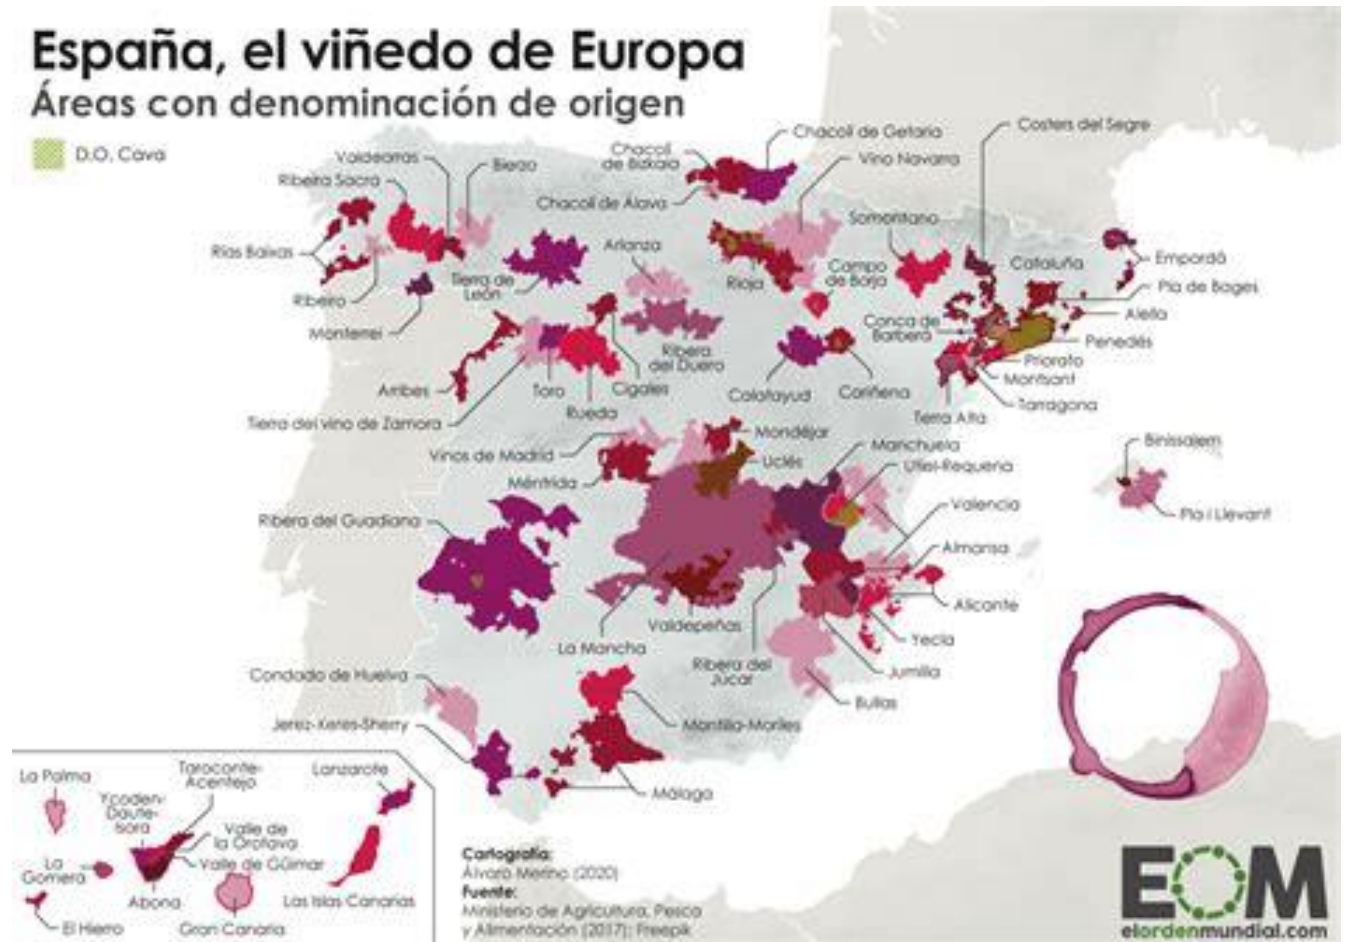 España, el viñedo de Europa
Áreas con denominación de origen
D.O. Cava
Chacolí de Getaria
Costers del Segre
Chacolí
de Bizkaia
Vino Navarra
Valdeorras
Bierzo
Ribeira Sacra
Chacolí de Álava
Somontano
Rías Baixas
Arlanza
Tierra de
León
Rioja
Campo
de Borja
Cataluña
Empordá
Ribeiro
Pla de Bages
Monterrei
Conca de
Barberá
Alella
Penedés
Ribera
del Duero
Priorato
Montsant
Arribes
Toro
Cigales
Calatayud
Cariñena
Tarragona
Rueda
Terra Alta
Tierra del vino de Zamora
Mondéjar
Manchuela
Binissalem
Vinos de Madrid
Uclés
Utiel-Requena
Méntrida
Valencia
Pla i Llevant
Ribera del Guadiana
Almansa
Alicante
Valdepeñas
Yecla
La Mancha
Ribera del
Júcar
Jumilla
Condado de Huelva
Bullas
Jerez-Xeres-Sherry
Montilla-Moriles
Málaga
La Palma
Taroconte-
Acentejo
Lanzarote
Ycoden-
Daute-
Isora
Valle de
la Orotava
La
Gomera
Valle de Güímar
Abona
Las Islas Canarias
El Hierro
Gran Canaria
Cartografía:
Álvaro Merino (2020)
Fuente:
Ministerio de Agricultura, Pesca
y Alimentación (2017); Freepik
EOM
elordenmundial.com